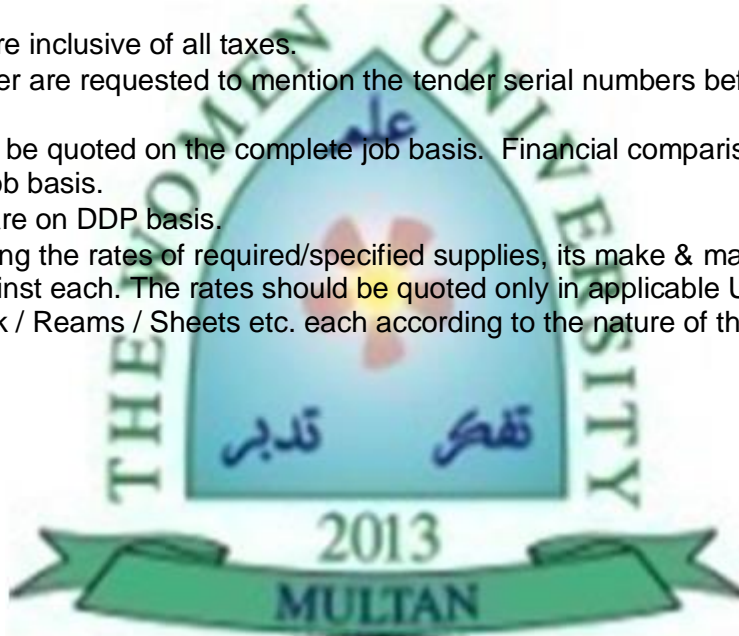 re inclusive of all taxes.
er are requested to mention the tender serial numbers bef
be quoted on the complete job basis.  Financial comparis
ob basis.
are on DDP basis.
ng the rates of required/specified supplies, its make & ma
inst each. The rates should be quoted only in applicable U
k / Reams / Sheets etc. each according to the nature of th
THE WOMEN UNIVERSITY
علم
تدبر
تفکر
2013
MULTAN